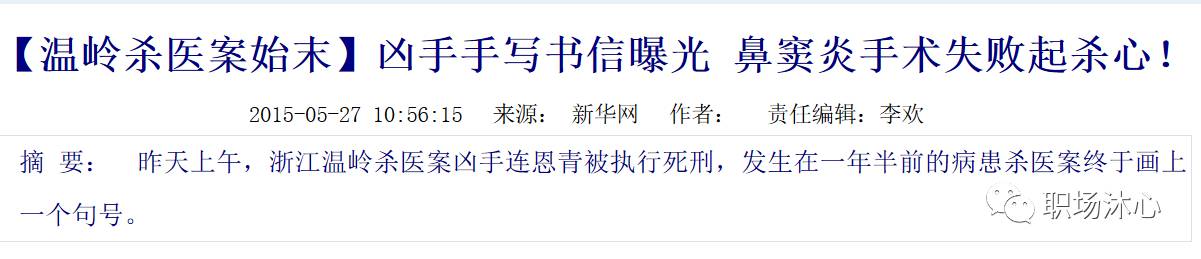 【温岭杀医案始末】凶手手写书信曝光 鼻窦炎手术失败起杀心！
2015-05-27 10:56:15 来源： 新华网 作者： 责任编辑：李欢
摘 要： 昨天上午，浙江温岭杀医案凶手连恩青被执行死刑，发生在一年半前的病患杀医案终于画上
一个句号。
职场沐心